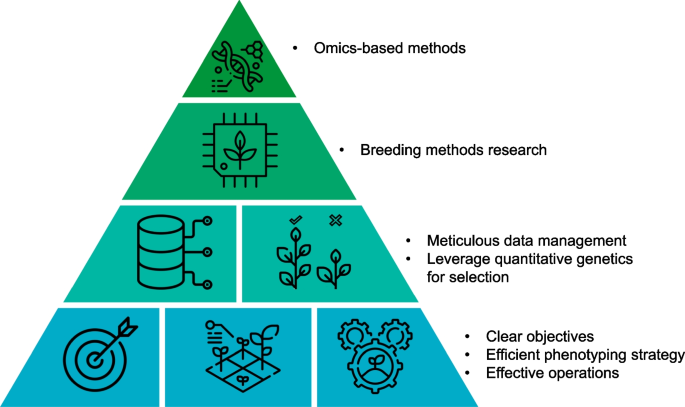 • Omics-based methods
• Breeding methods research
• Meticulous data management
• Leverage quantitative genetics
for selection
• Clear objectives
• Efficient phenotyping strategy
• Effective operations